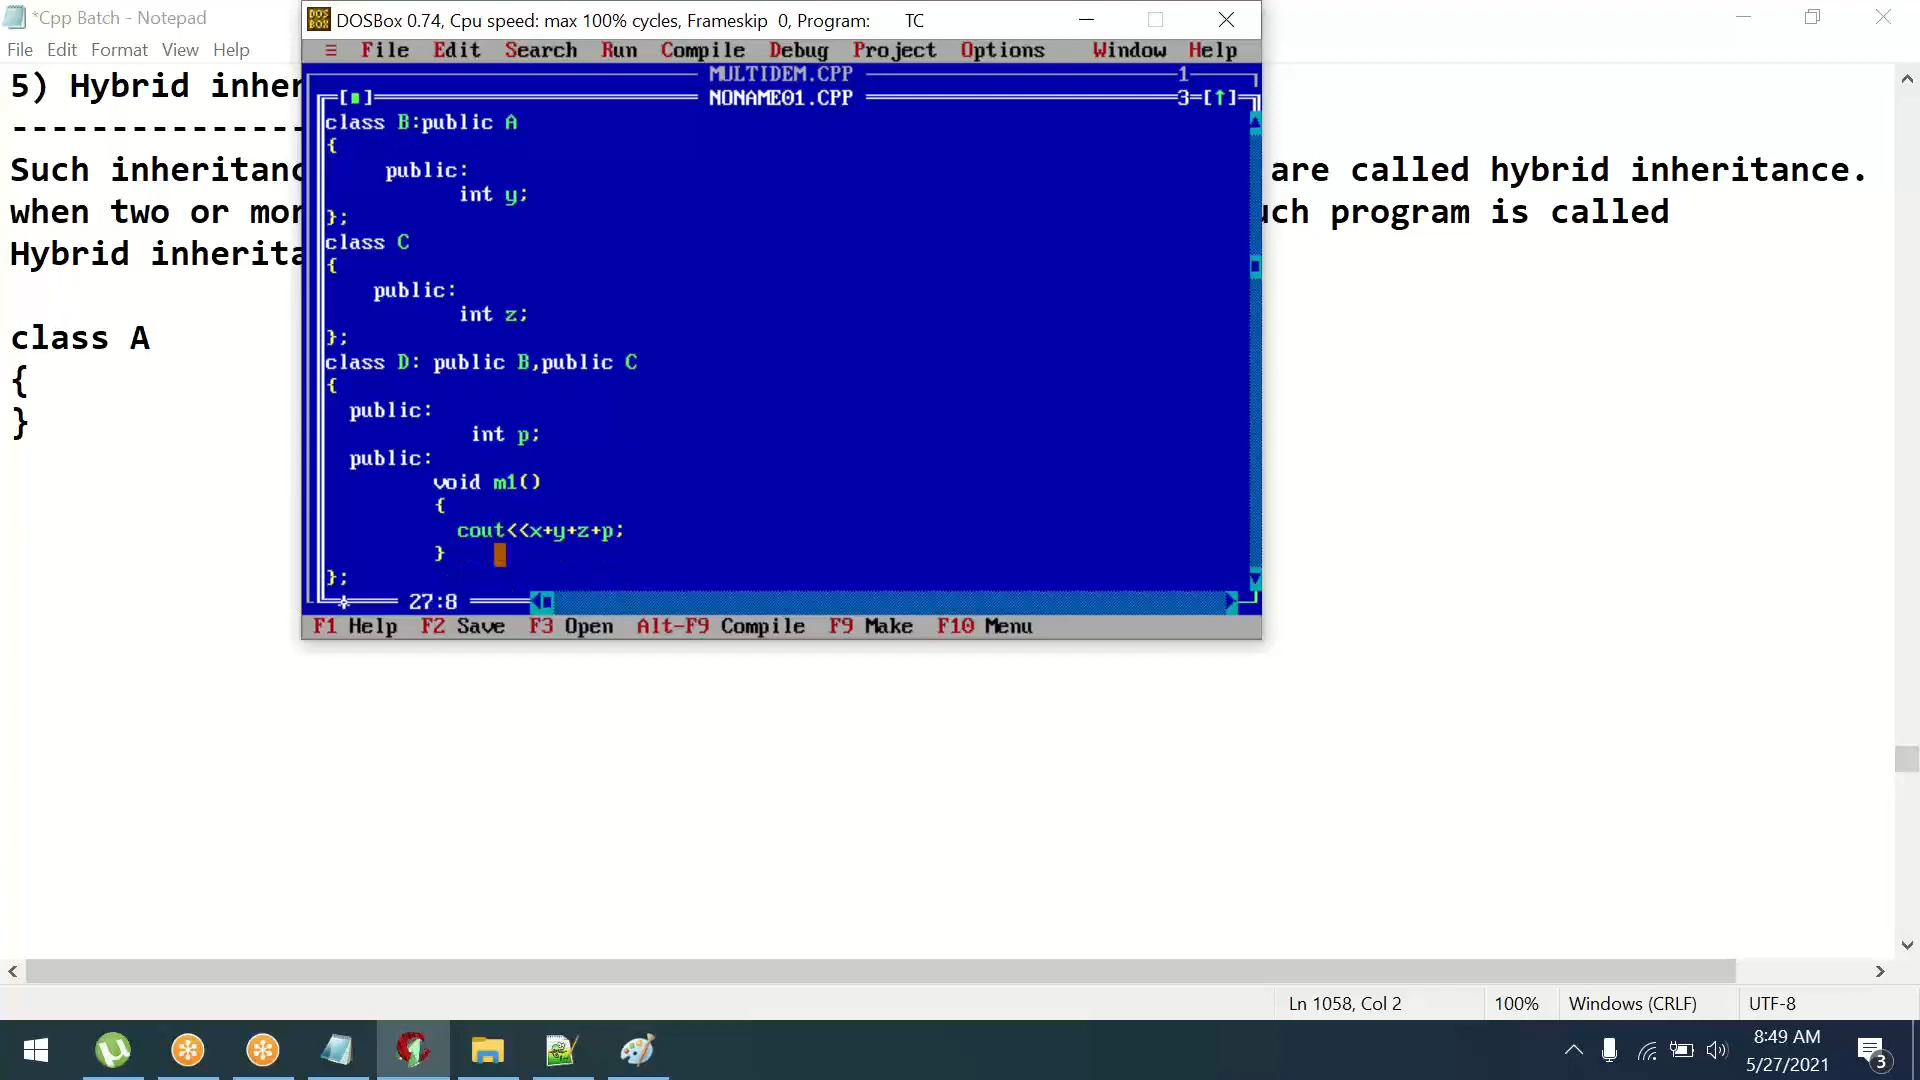 *Cpp Batch - Notepad
File Edit Format View Help
5) Hybrid inher
---------------
Such inheritanc
are called hybrid inheritance.
when two or mor
uch program is called
Hybrid inherita
class A
{
}
DOSBox 0.74, Cpu speed: max 100% cycles, Frameskip 0, Program: TC
≡ File Edit Search Run Compile Debug Project Options Window Help
MULTIDEM.CPP 1
[■] NONAME01.CPP 3=[↑]
class B:public A
{
public:
int y;
};
class C
{
public:
int z;
};
class D: public B,public C
{
public:
int p;
public:
void m1()
{
cout<<x+y+z+p;
}
};
27:8
F1 Help F2 Save F3 Open Alt-F9 Compile F9 Make F10 Menu
Ln 1058, Col 2 100% Windows (CRLF) UTF-8
8:49 AM
5/27/2021
3